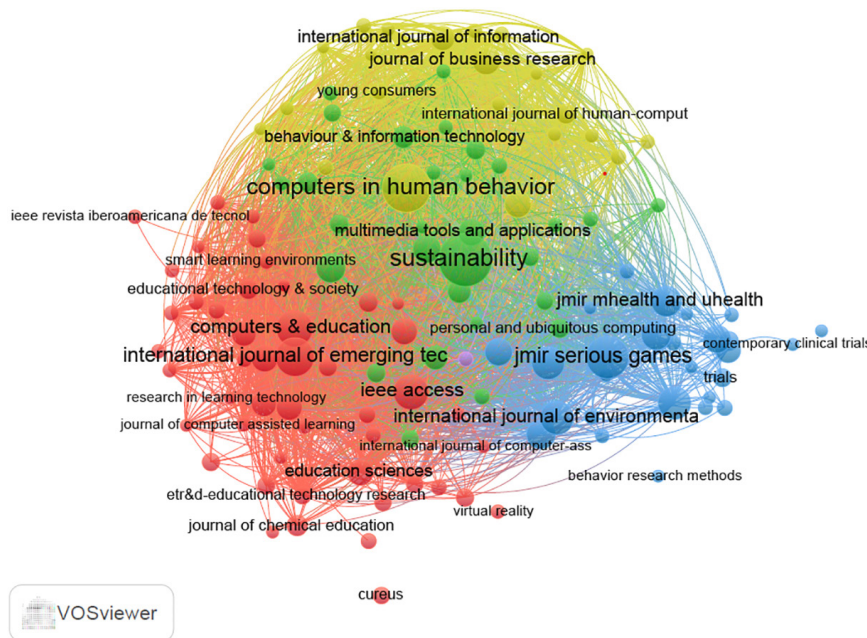 international journal of information
journal of business research
young consumers
international journal of human-comput
behaviour & information technology
computers in human behavior
ieee revista iberoamericana de tecnol
multimedia tools and applications
sustainability
smart learning environments
educational technology & society
jmir mhealth and uhealth
computers & education
personal and ubiquitous computing
contemporary clinical trials
international journal of emerging tec
jmir serious games
trials
research in learning technology
ieee access
journal of computer assisted learning
international journal of environmenta
international journal of computer-ass
education sciences
behavior research methods
etr&d-educational technology research
virtual reality
journal of chemical education
cureus
VOSviewer